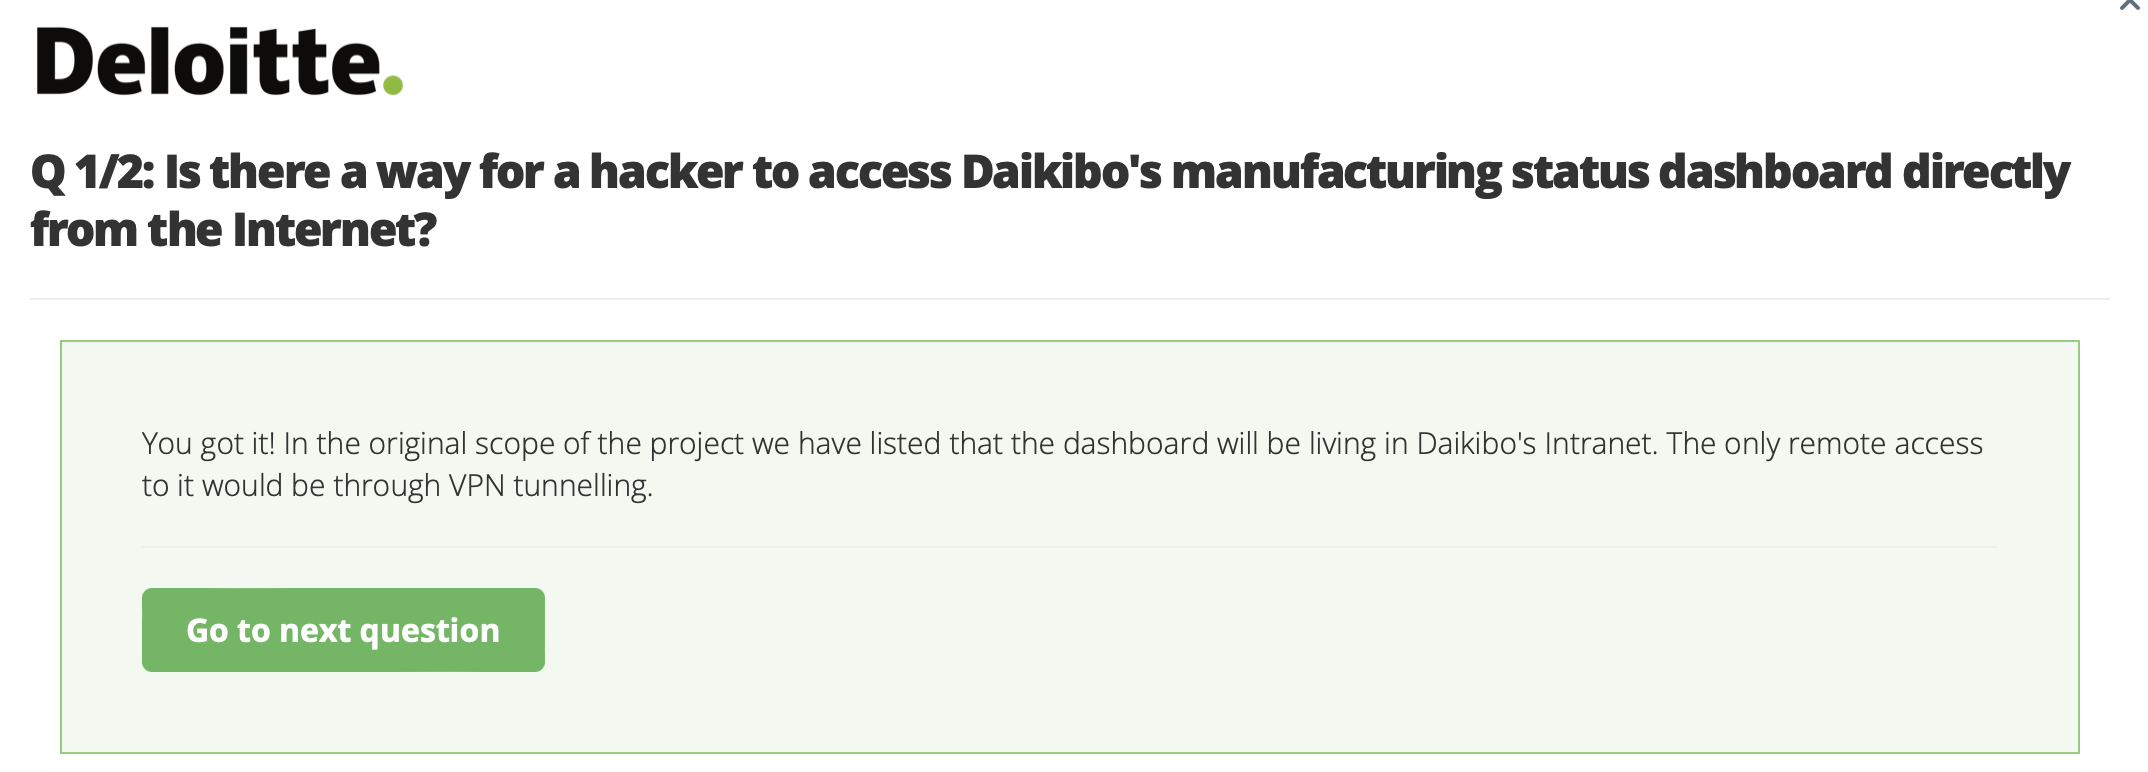 Deloitte.
Q 1/2: Is there a way for a hacker to access Daikibo's manufacturing status dashboard directly
from the Internet?
You got it! In the original scope of the project we have listed that the dashboard will be living in Daikibo's Intranet. The only remote access
to it would be through VPN tunnelling.
Go to next question